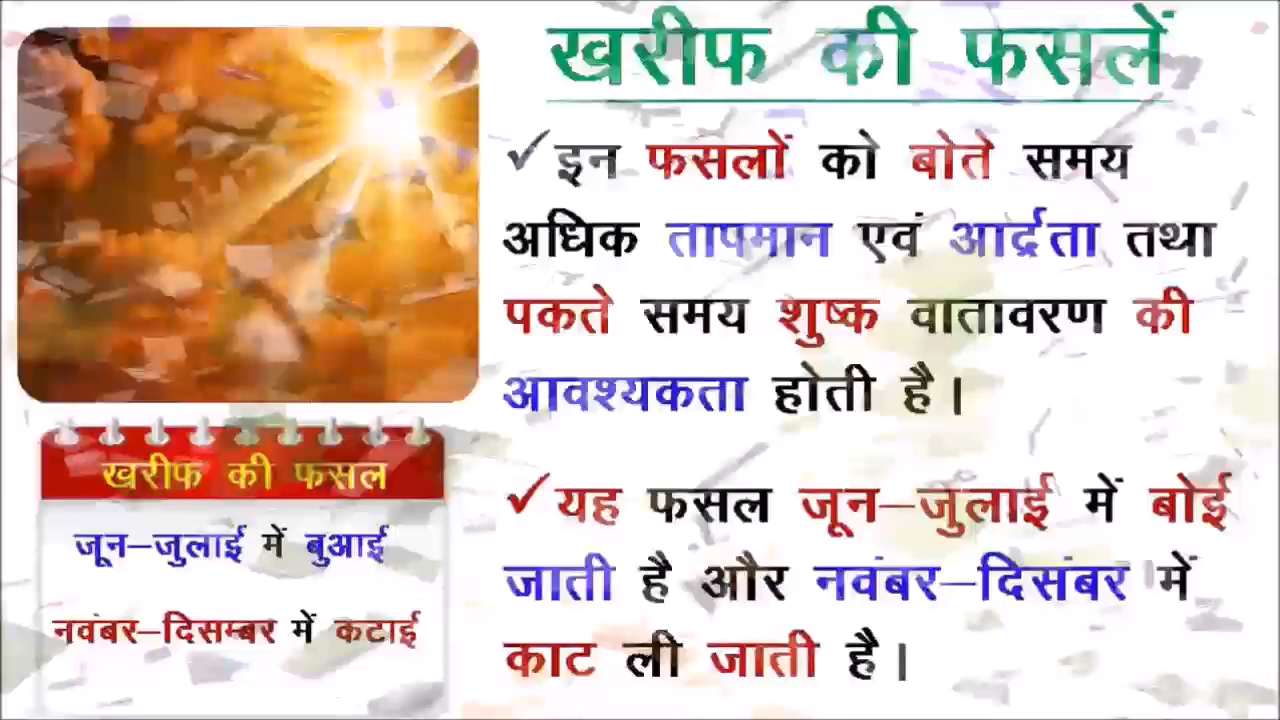 खरीफ की फसलें
✓इन फसलों को बोते समय
अधिक तापमान एवं आर्द्रता तथा
पकते समय शुष्क वातावरण की
आवश्यकता होती है।
✓यह फसल जून–जुलाई में बोई
जाती है और नवंबर–दिसंबर में
काट ली जाती है।
खरीफ की फसल
जून–जुलाई में बुआई
नवंबर–दिसम्बर में कटाई